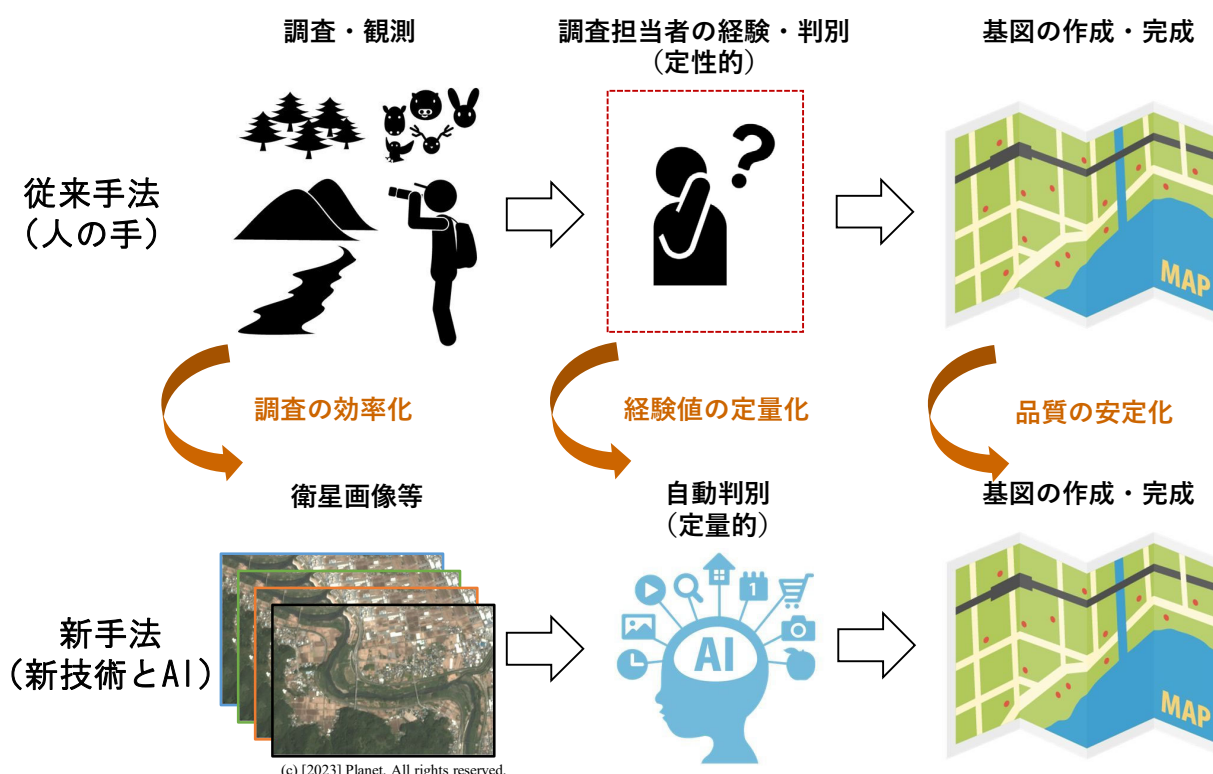 調査・観測
調査担当者の経験・判別
（定性的）
基図の作成・完成
従来手法
（人の手）
?
MAP
調査の効率化
経験値の定量化
品質の安定化
衛星画像等
自動判別
（定量的）
基図の作成・完成
新手法
（新技術とAI）
1
AI
MAP
(c) [2023] Planet. All rights reserved.